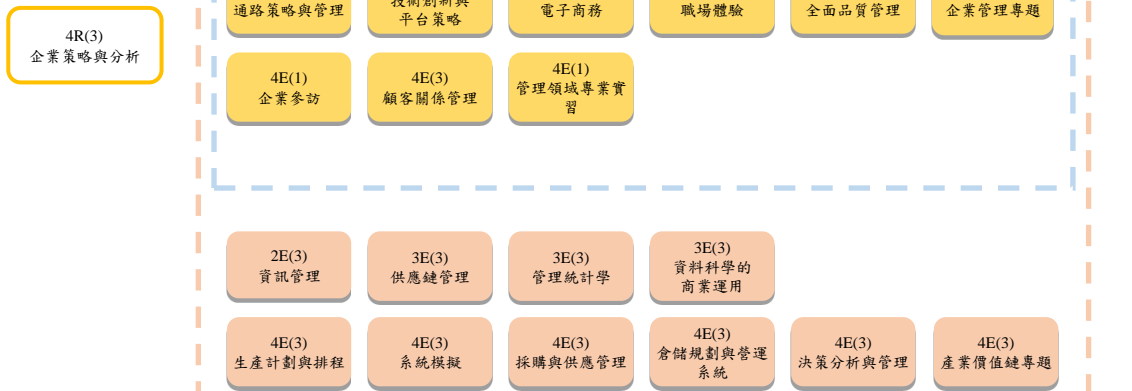 通路策略與管理
技術創新與
平台策略
電子商務
職場體驗
全面品質管理
企業管理專題
4R(3)
企業策略與分析
4E(1)
企業參訪
4E(3)
顧客關係管理
4E(1)
管理領域專業實
習
2E(3)
資訊管理
3E(3)
供應鏈管理
3E(3)
管理統計學
3E(3)
資料科學的
商業運用
4E(3)
生產計劃與排程
4E(3)
系統模擬
4E(3)
採購與供應管理
4E(3)
倉儲規劃與營運
系統
4E(3)
決策分析與管理
4E(3)
產業價值鏈專題